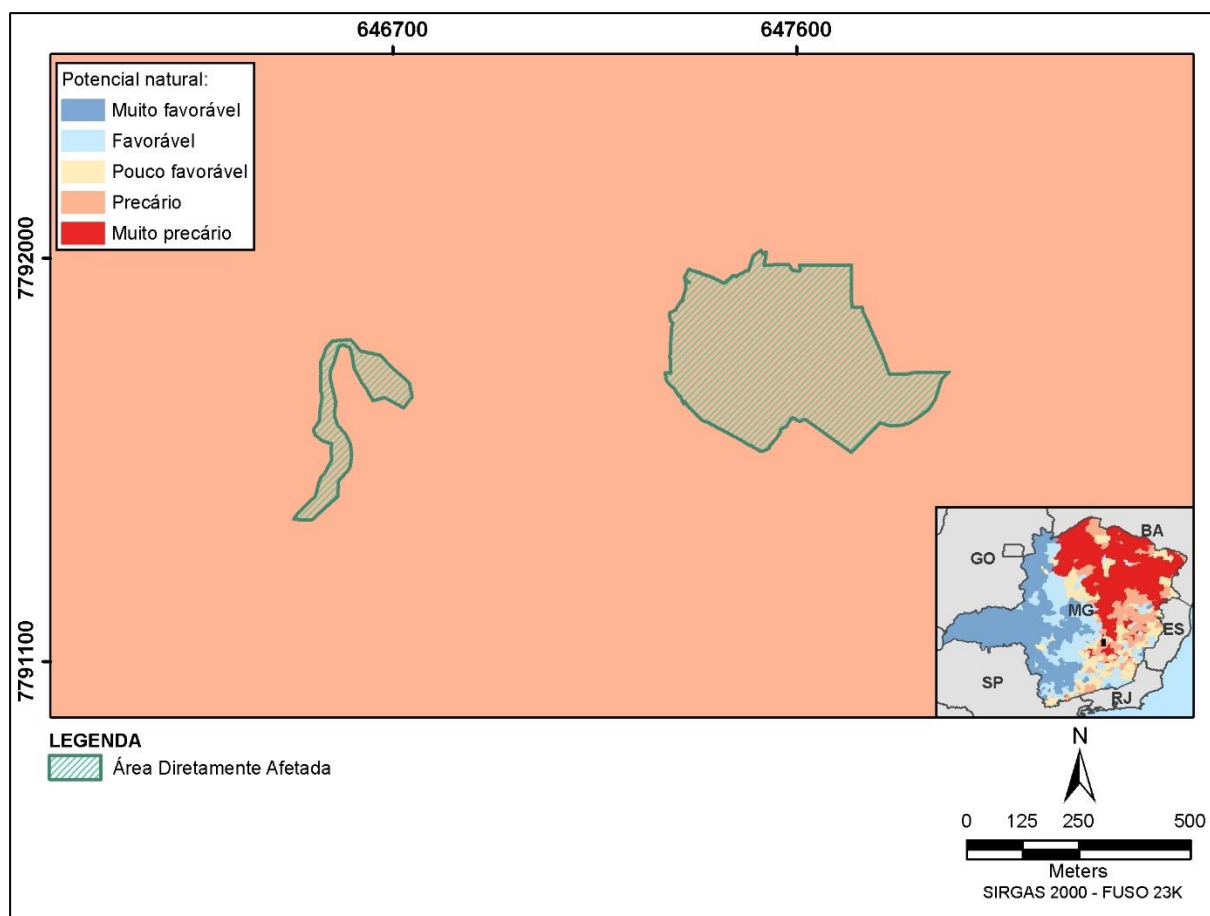 646700
647600
Potencial natural:
Muito favorável
Favorável
Pouco favorável
Precário
Muito precário
7792000
7791100
BA
GO
MG
ES
SP
RJ
LEGENDA
Área Diretamente Afetada
N
0 125 250 500
Meters
SIRGAS 2000 - FUSO 23K